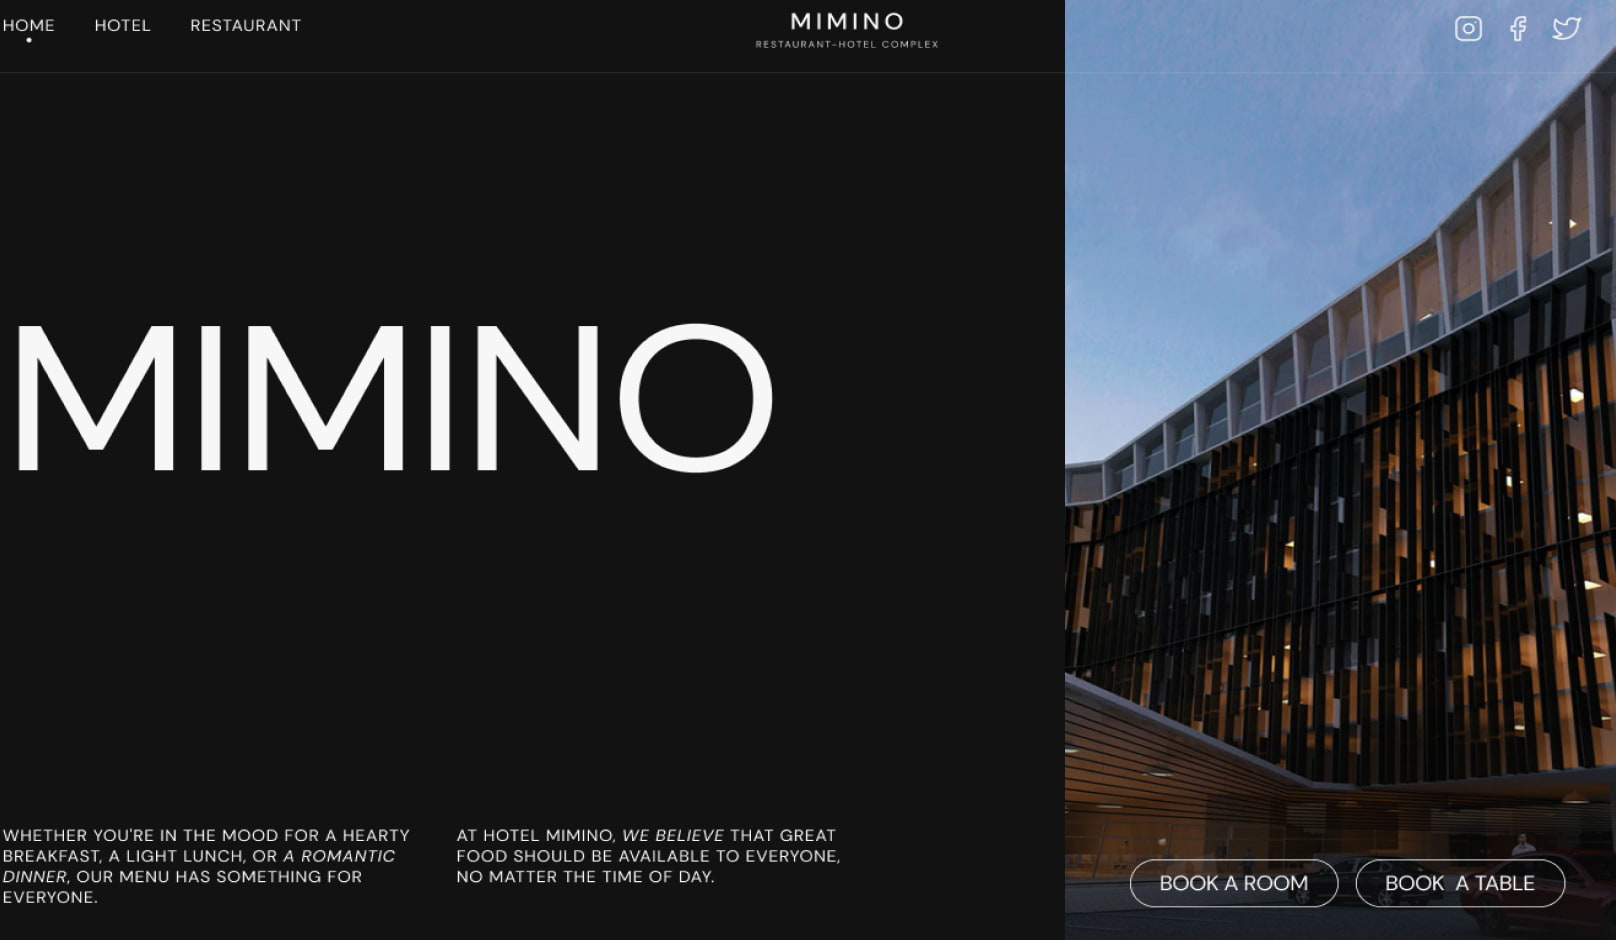 HOME HOTEL RESTAURANT
MIMINO
RESTAURANT-HOTEL COMPLEX
MIMINO
WHETHER YOU'RE IN THE MOOD FOR A HEARTY
BREAKFAST, A LIGHT LUNCH, OR A ROMANTIC
DINNER, OUR MENU HAS SOMETHING FOR
EVERYONE.
AT HOTEL MIMINO, WE BELIEVE THAT GREAT
FOOD SHOULD BE AVAILABLE TO EVERYONE,
NO MATTER THE TIME OF DAY.
BOOK A ROOM
BOOK A TABLE